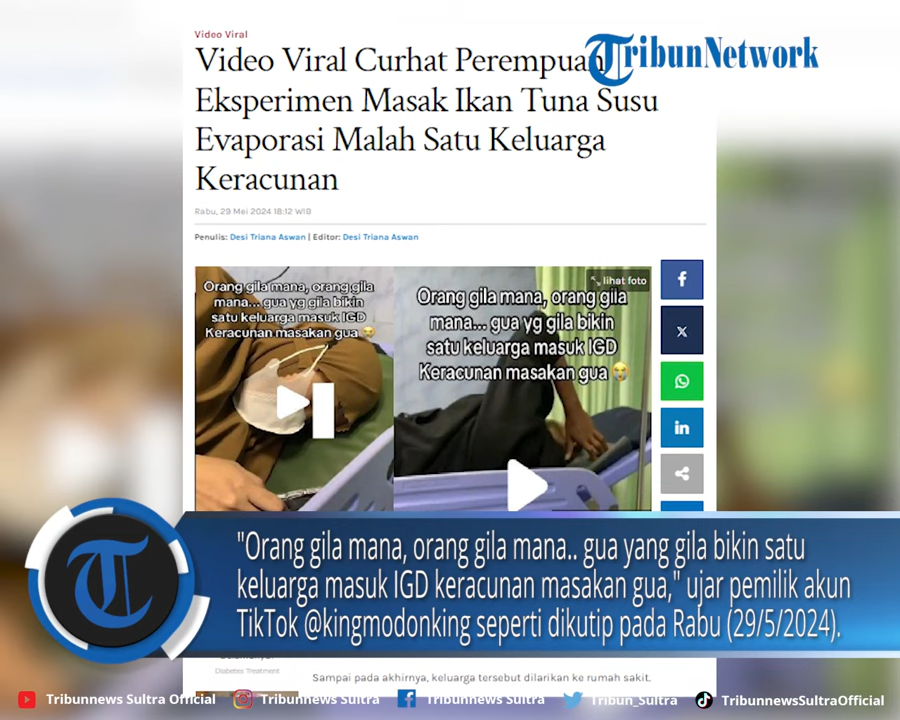 Video Viral
TribunNetwork
Video Viral Curhat Perempuan
Eksperimen Masak Ikan Tuna Susu
Evaporasi Malah Satu Keluarga
Keracunan
Rabu, 29 Mei 2024 18:12 WIB
Penulis: Desi Triana Aswan | Editor: Desi Triana Aswan
lihat foto
Orang gila mana, orang gila
mana...gua yg gila bikin
satu keluarga masuk IGD
Keracunan masakan gua 😭
Orang gila mana, orang gila
mana... gua yg gila bikin
satu keluarga masuk IGD
Keracunan masakan gua 😭
"Orang gila mana, orang gila mana.. gua yang gila bikin satu
keluarga masuk IGD keracunan masakan gua," ujar pemilik akun
TikTok @kingmodonking seperti dikutip pada Rabu (29/5/2024).
Diabetes Treatment
Sampai pada akhirnya, keluarga tersebut dilarikan ke rumah sakit.
Tribunnews Sultra Official
Tribunnews Sultra
Tribunnews Sultra
Tribun_Sultra
TribunnewsSultraOfficial